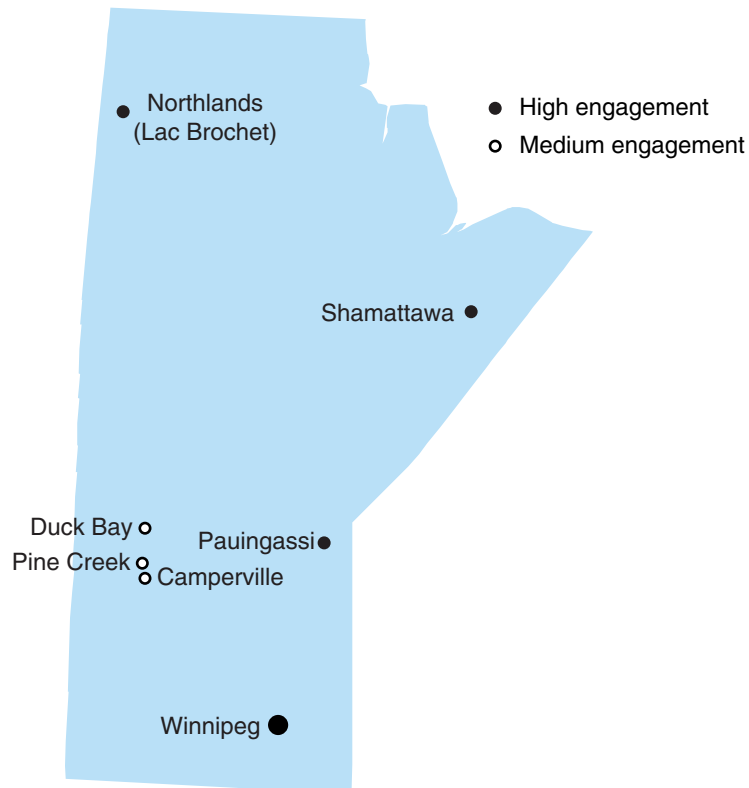 Northlands
(Lac Brochet)
High engagement
Medium engagement
Shamattawa
Duck Bay
Pauingassi
Pine Creek
Camperville
Winnipeg